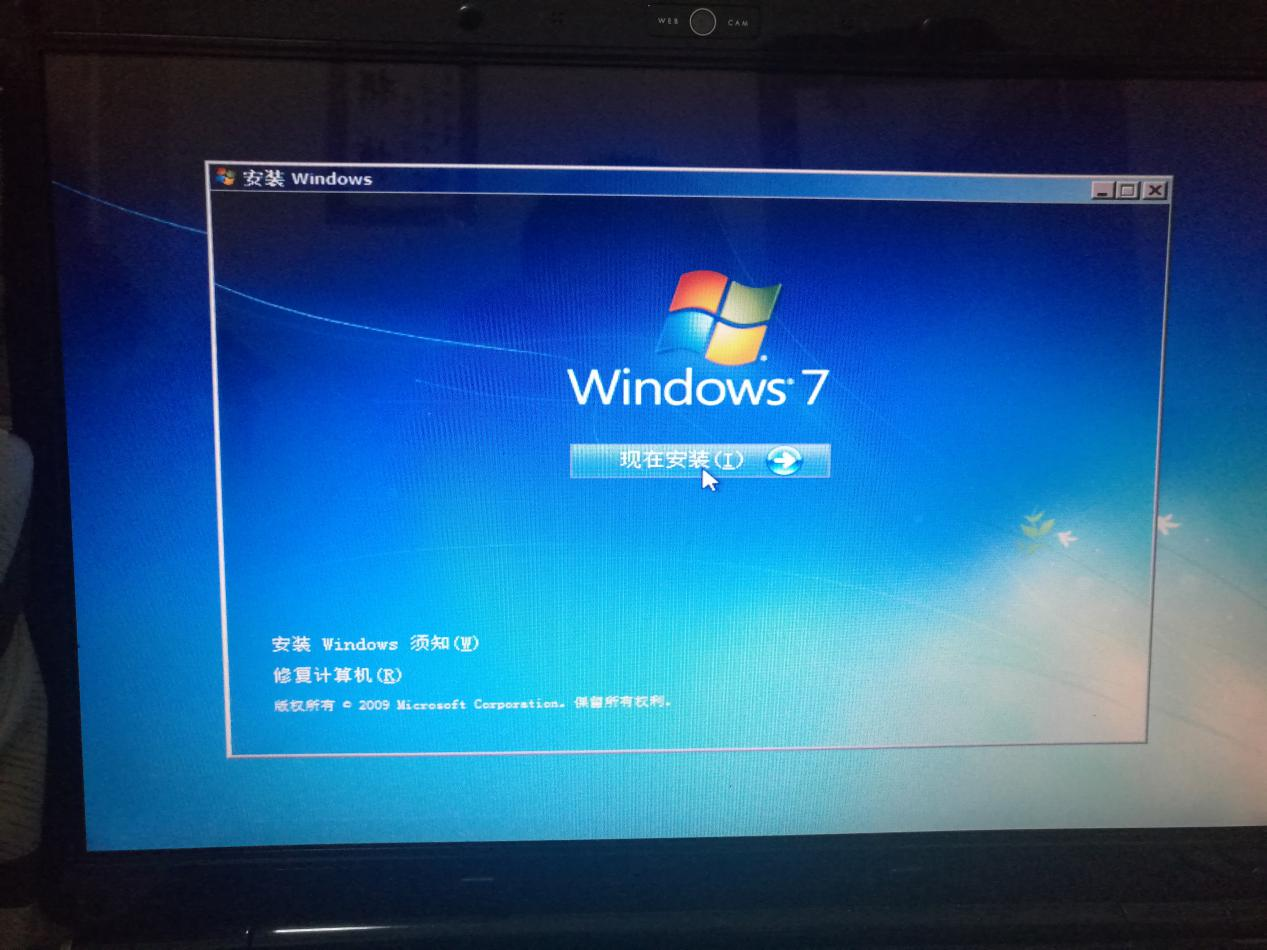 WEB CAM
安装 Windows
Windows 7
现在安装(I)
安装 Windows 须知(W)
修复计算机(R)
版权所有 © 2009 Microsoft Corporation。保留所有权利。